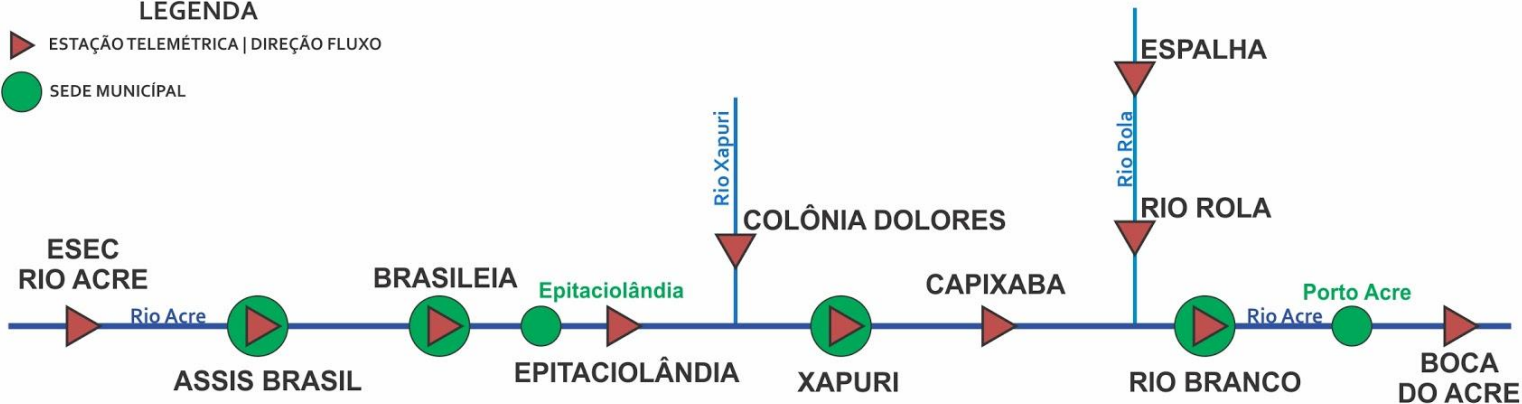 LEGENDA
ESTAÇÃO TELEMÉTRICA | DIREÇÃO FLUXO
SEDE MUNICÍPAL
ESPALHA
Rio Xapuri
Rio Rola
COLÔNIA DOLORES
RIO ROLA
ESEC
RIO ACRE
BRASILEIA
Epitaciolândia
CAPIXABA
Porto Acre
Rio Acre
Rio Acre
ASSIS BRASIL
EPITACIOLÂNDIA
XAPURI
RIO BRANCO
BOCA
DO ACRE